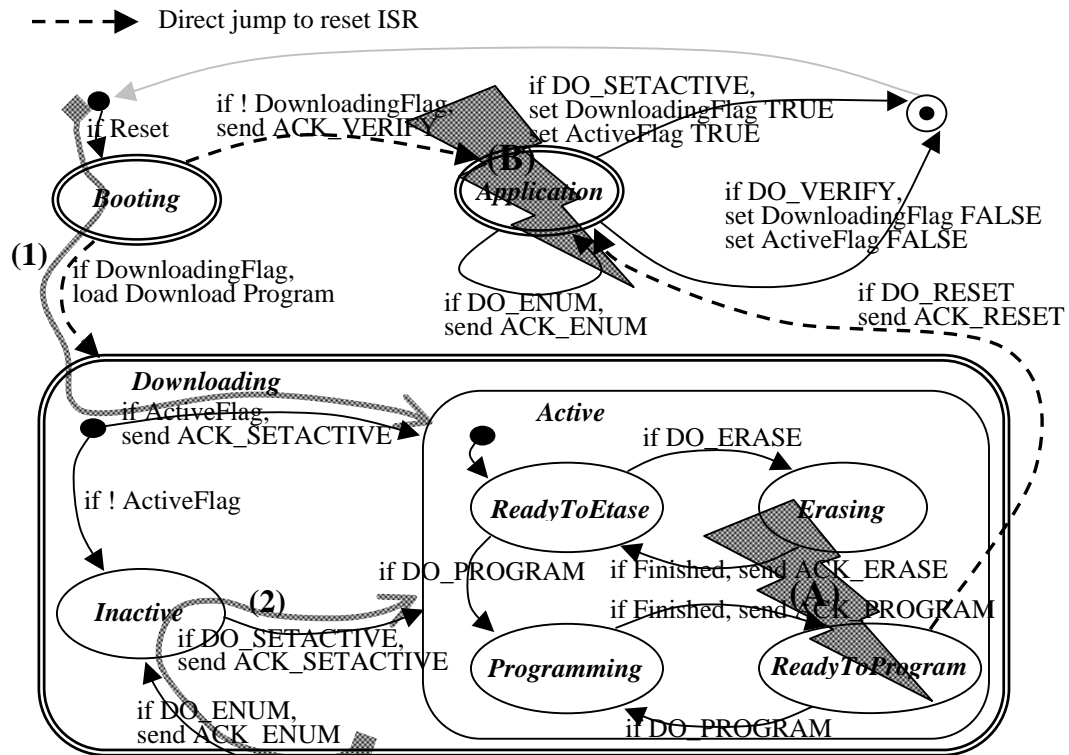 Direct jump to reset ISR
if Reset
if ! DownloadingFlag,
send ACK_VERIFY
if DO_SETACTIVE,
set DownloadingFlag TRUE
set ActiveFlag TRUE
(B)
Booting
Application
if DO_VERIFY,
set DownloadingFlag FALSE
set ActiveFlag FALSE
(1)
if DownloadingFlag,
load Download Program
if DO_ENUM,
send ACK_ENUM
if DO_RESET
send ACK_RESET
Downloading
if ActiveFlag,
send ACK_SETACTIVE
Active
if DO_ERASE
if ! ActiveFlag
ReadyToEtase
Erasing
if DO_PROGRAM
if Finished, send ACK_ERASE
(A)
if Finished, send ACK_PROGRAM
Inactive
(2)
if DO_SETACTIVE,
send ACK_SETACTIVE
Programming
ReadyToProgram
if DO_ENUM,
send ACK_ENUM
if DO_PROGRAM